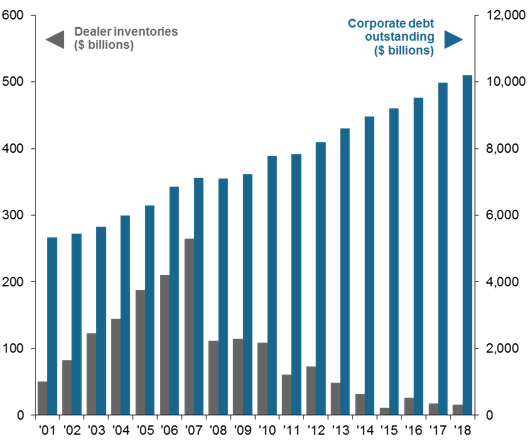 600
500
400
300
200
100
0
Dealer inventories
($ billions)
Corporate debt
outstanding
($ billions)
12,000
10,000
8,000
6,000
4,000
2,000
0
'01 '02 '03 '04 '05 '06 '07 '08 '09 '10 '11 '12 '13 '14 '15 '16 '17 '18